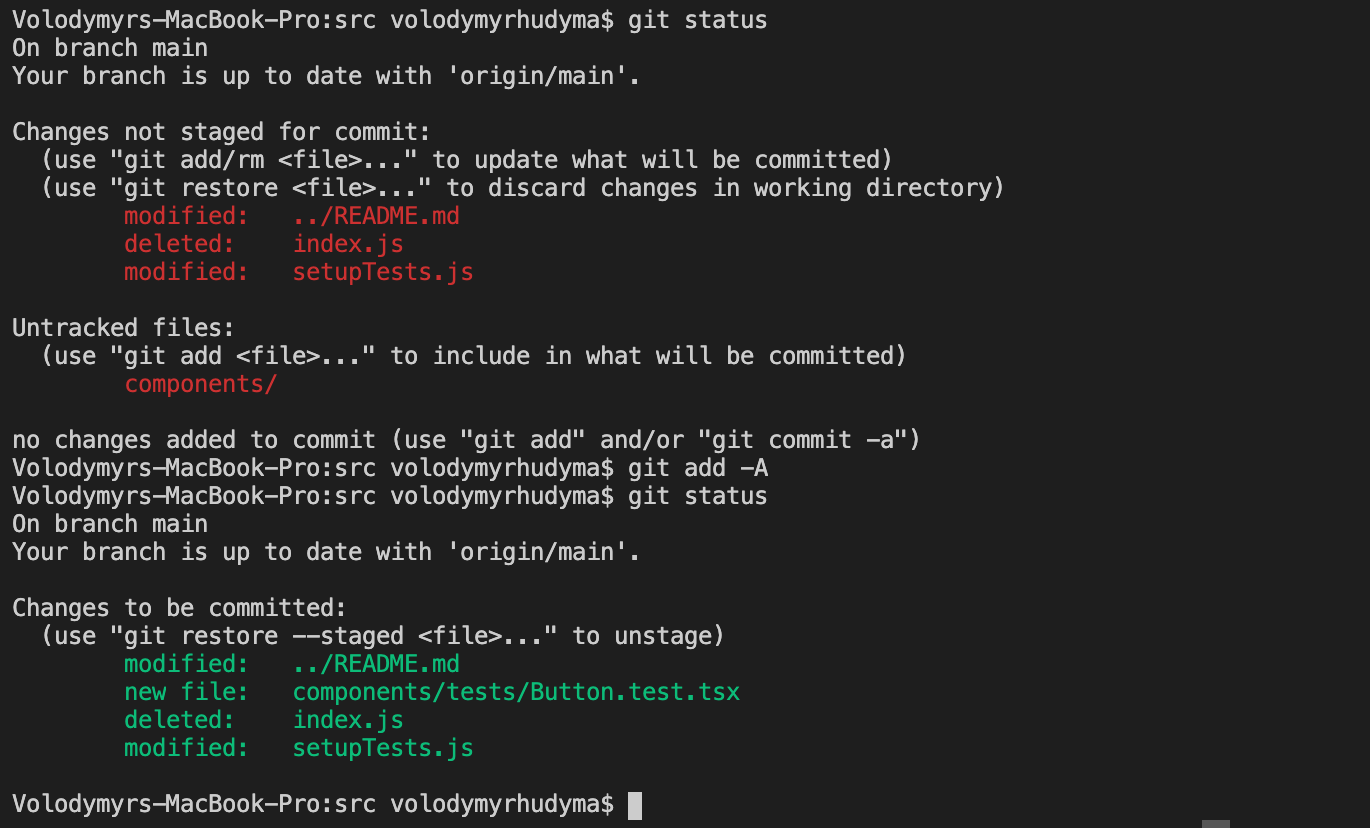 Volodymyrs-MacBook-Pro:src volodymyrhudyma$ git status
On branch main
Your branch is up to date with 'origin/main'.
Changes not staged for commit:
  (use "git add/rm <file>..." to update what will be committed)
  (use "git restore <file>..." to discard changes in working directory)
        modified:   ../README.md
        deleted:    index.js
        modified:   setupTests.js
Untracked files:
  (use "git add <file>..." to include in what will be committed)
        components/
no changes added to commit (use "git add" and/or "git commit -a")
Volodymyrs-MacBook-Pro:src volodymyrhudyma$ git add -A
Volodymyrs-MacBook-Pro:src volodymyrhudyma$ git status
On branch main
Your branch is up to date with 'origin/main'.
Changes to be committed:
  (use "git restore --staged <file>..." to unstage)
        modified:   ../README.md
        new file:   components/tests/Button.test.tsx
        deleted:    index.js
        modified:   setupTests.js
Volodymyrs-MacBook-Pro:src volodymyrhudyma$